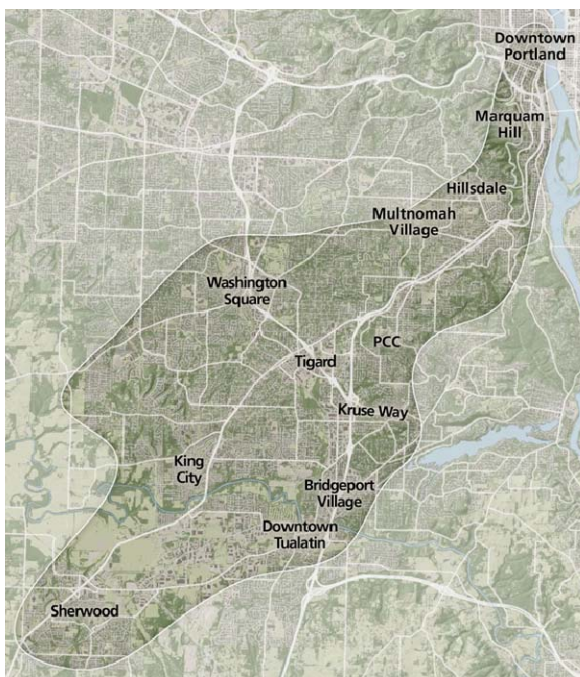 Downtown
Portland
Marquam
Hill
Hillsdale
Multnomah
Village
Washington
Square
PCC
Tigard
Kruse Way
King
City
Bridgeport
Village
Downtown
Tualatin
Sherwood